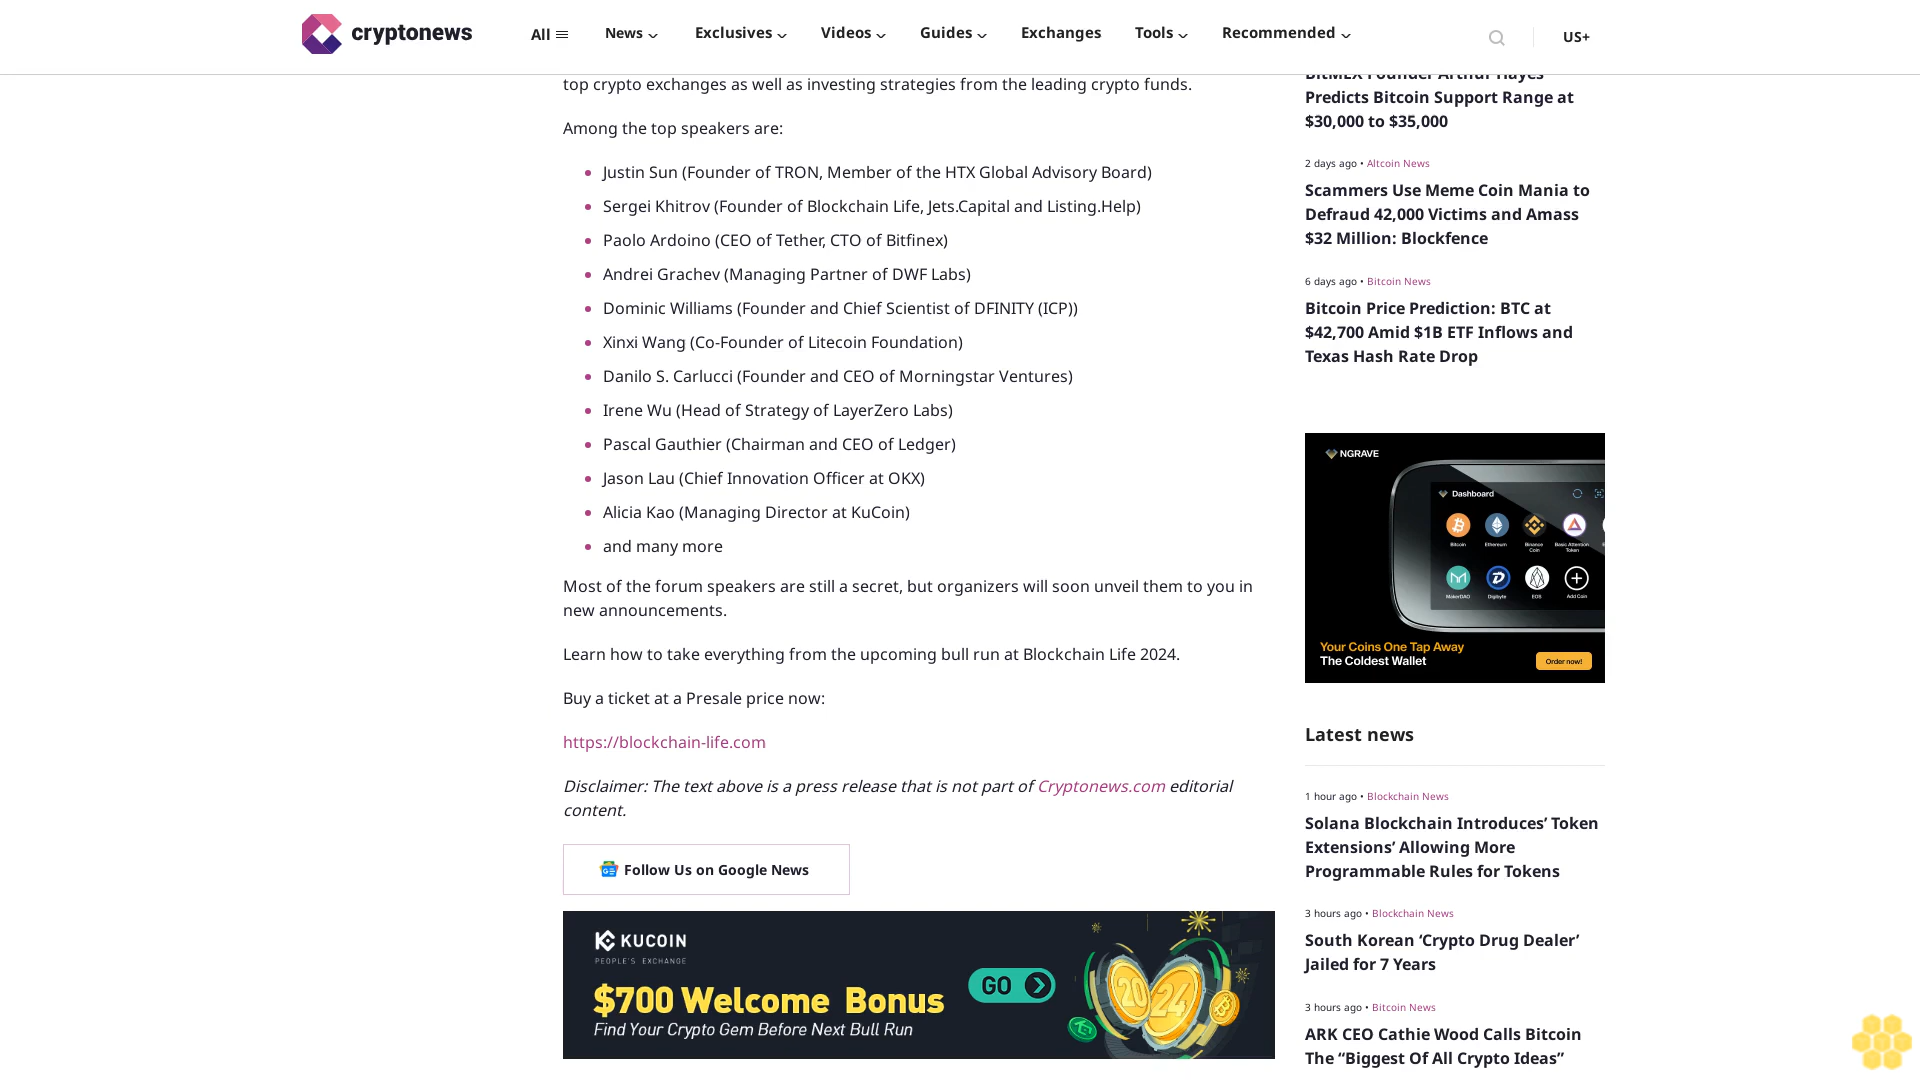 cryptonews
All
News
Exclusives
Videos
Guides
Exchanges
Tools
Recommended
US+
top crypto exchanges as well as investing strategies from the leading crypto funds.
Among the top speakers are:
Justin Sun (Founder of TRON, Member of the HTX Global Advisory Board)
Sergei Khitrov (Founder of Blockchain Life, Jets.Capital and Listing.Help)
Paolo Ardoino (CEO of Tether, CTO of Bitfinex)
Andrei Grachev (Managing Partner of DWF Labs)
Dominic Williams (Founder and Chief Scientist of DFINITY (ICP))
Xinxi Wang (Co-Founder of Litecoin Foundation)
Danilo S. Carlucci (Founder and CEO of Morningstar Ventures)
Irene Wu (Head of Strategy of LayerZero Labs)
Pascal Gauthier (Chairman and CEO of Ledger)
Jason Lau (Chief Innovation Officer at OKX)
Alicia Kao (Managing Director at KuCoin)
and many more
Most of the forum speakers are still a secret, but organizers will soon unveil them to you in
new announcements.
Learn how to take everything from the upcoming bull run at Blockchain Life 2024.
Buy a ticket at a Presale price now:
https://blockchain-life.com
Disclaimer: The text above is a press release that is not part of Cryptonews.com editorial
content.
Follow Us on Google News
KUCOIN
PEOPLE'S EXCHANGE
$700 Welcome Bonus
Find Your Crypto Gem Before Next Bull Run
GO
20
24
BitMEX Founder Arthur Hayes
Predicts Bitcoin Support Range at
$30,000 to $35,000
2 days ago • Altcoin News
Scammers Use Meme Coin Mania to
Defraud 42,000 Victims and Amass
$32 Million: Blockfence
6 days ago • Bitcoin News
Bitcoin Price Prediction: BTC at
$42,700 Amid $1B ETF Inflows and
Texas Hash Rate Drop
NGRAVE
Dashboard
Bitcoin
Ethereum
Binance Coin
Basic Attention Token
MakerDAO
Digibyte
EOS
Add Coin
Your Coins One Tap Away
The Coldest Wallet
Order now!
Latest news
1 hour ago • Blockchain News
Solana Blockchain Introduces’ Token
Extensions’ Allowing More
Programmable Rules for Tokens
3 hours ago • Blockchain News
South Korean ‘Crypto Drug Dealer’
Jailed for 7 Years
3 hours ago • Bitcoin News
ARK CEO Cathie Wood Calls Bitcoin
The “Biggest Of All Crypto Ideas”